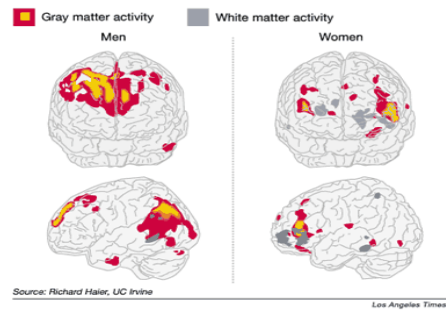 Gray matter activity
White matter activity
Men
Women
Source: Richard Haier, UC Irvine
Los Angeles Times